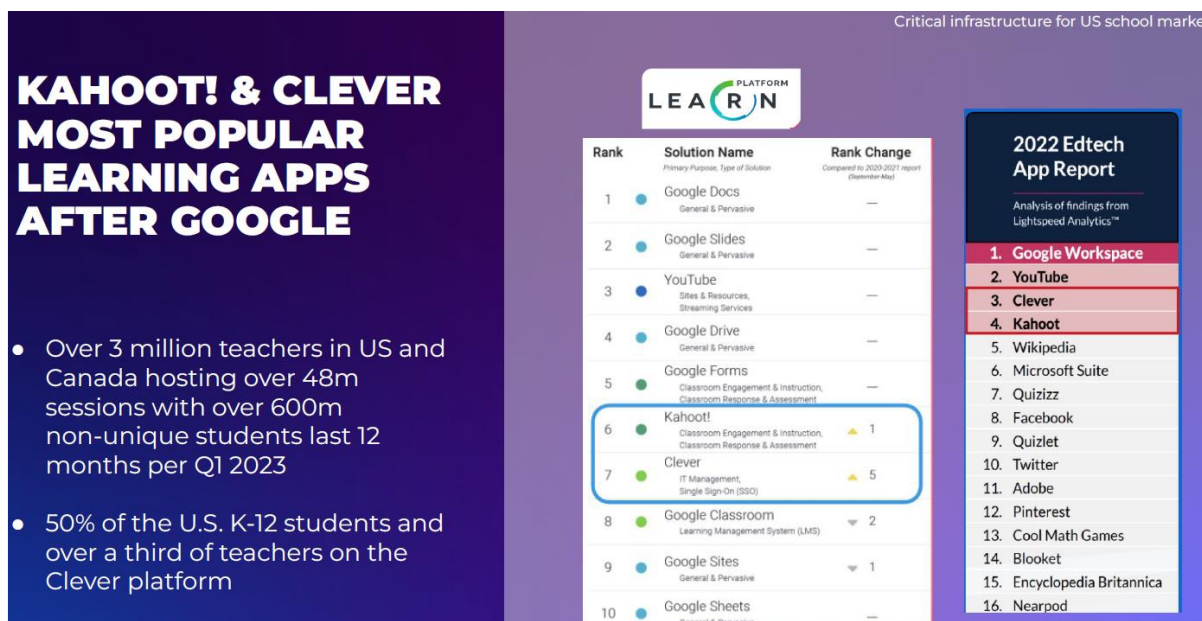 Critical infrastructure for US school marke
KAHOOT! & CLEVER
MOST POPULAR
LEARNING APPS
AFTER GOOGLE
• Over 3 million teachers in US and
Canada hosting over 48m
sessions with over 600m
non-unique students last 12
months per Q1 2023
• 50% of the U.S. K-12 students and
over a third of teachers on the
Clever platform
LEARN PLATFORM
Rank Solution Name Rank Change
Primary Purpose, Type of Solution Compared to 2020-2021 report
(September-May)
1 Google Docs —
General & Pervasive
2 Google Slides —
General & Pervasive
3 YouTube —
Sites & Resources,
Streaming Services
4 Google Drive —
General & Pervasive
5 Google Forms —
Classroom Engagement & Instruction,
Classroom Response & Assessment
6 Kahoot! ▲ 1
Classroom Engagement & Instruction,
Classroom Response & Assessment
7 Clever ▲ 5
IT Management,
Single Sign-On (SSO)
8 Google Classroom ▼ 2
Learning Management System (LMS)
9 Google Sites ▼ 1
General & Pervasive
10 Google Sheets —
2022 Edtech
App Report
Analysis of findings from
Lightspeed Analytics™
1. Google Workspace
2. YouTube
3. Clever
4. Kahoot
5. Wikipedia
6. Microsoft Suite
7. Quizizz
8. Facebook
9. Quizlet
10. Twitter
11. Adobe
12. Pinterest
13. Cool Math Games
14. Blooket
15. Encyclopedia Britannica
16. Nearpod